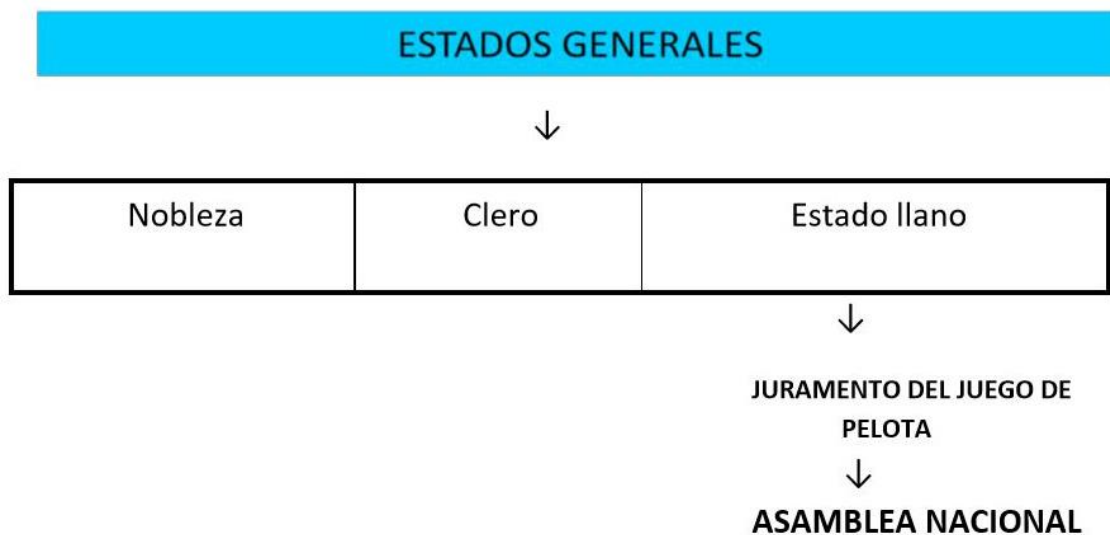 ESTADOS GENERALES
↓
Nobleza Clero Estado llano
↓
JURAMENTO DEL JUEGO DE
PELOTA
↓
ASAMBLEA NACIONAL